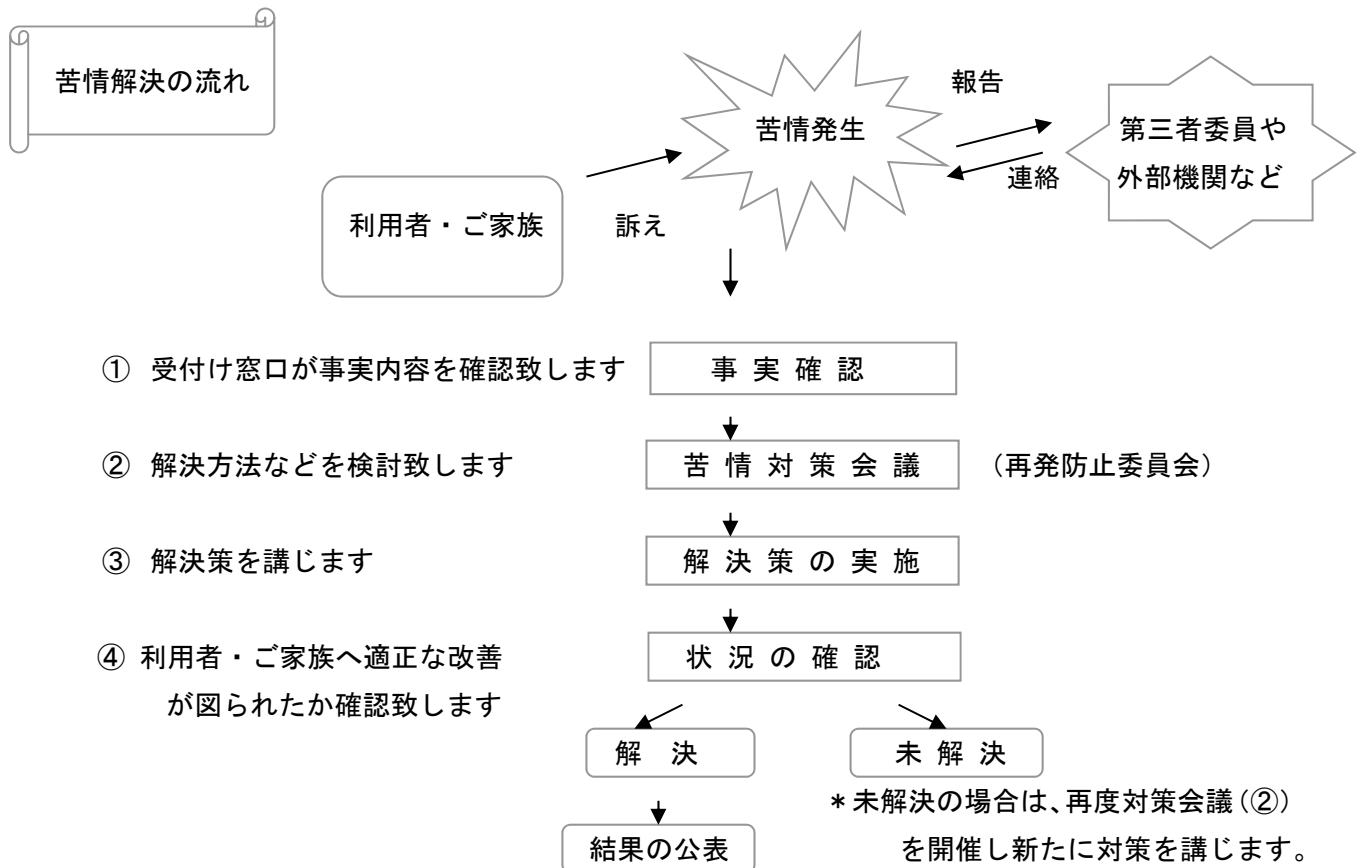 苦情解決の流れ
苦情発生
報告
連絡
第三者委員や
外部機関など
利用者・ご家族
訴え
① 受付け窓口が事実内容を確認致します
事実確認
② 解決方法などを検討致します
苦情対策会議
（再発防止委員会）
③ 解決策を講じます
解決策の実施
④ 利用者・ご家族へ適正な改善
が図られたか確認致します
状況の確認
解 決
未解決
結果の公表
＊未解決の場合は、再度対策会議（②）
を開催し新たに対策を講じます。